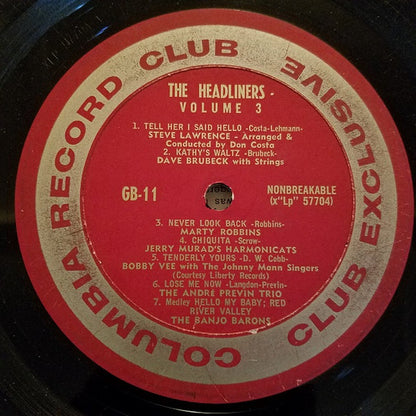 COLUMBIA RECORD CLUB
CLUB EXCLUSIVE
THE HEADLINERS -
VOLUME 3
1. TELL HER I SAID HELLO -Costa-Lehmann-
STEVE LAWRENCE - Arranged &
Conducted by Don Costa
2. KATHY'S WALTZ -Brubeck-
DAVE BRUBECK with Strings
GB-11
NONBREAKABLE
(x"Lp" 57704)
3. NEVER LOOK BACK -Robbins-
MARTY ROBBINS
4. CHIQUITA -Scrow-
JERRY MURAD'S HARMONICATS
5. TENDERLY YOURS -D. W. Cobb-
BOBBY VEE with The Johnny Mann Singers
(Courtesy Liberty Records)
6. LOSE ME NOW -Langdon-Previn-
THE ANDRÉ PREVIN TRIO
7. Medley HELLO MY BABY; RED
RIVER VALLEY
THE BANJO BARONS